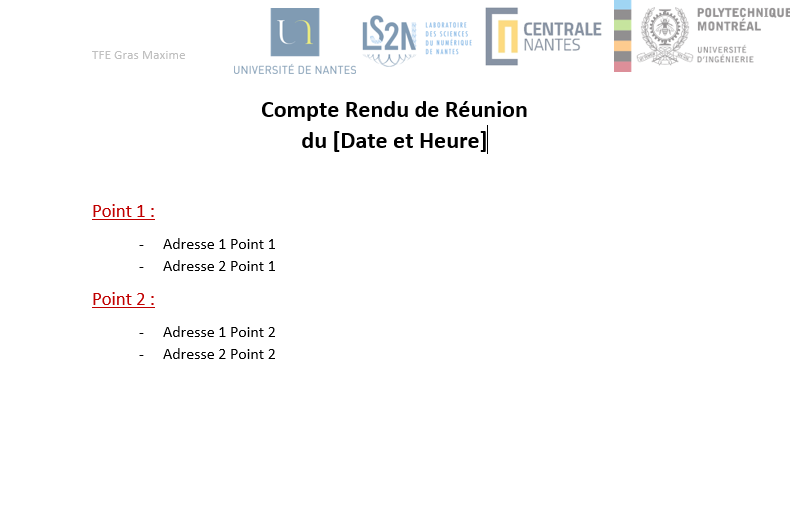 TFE Gras Maxime
UNIVERSITÉ DE NANTES
LS2N
LABORATOIRE
DES SCIENCES
DU NUMÉRIQUE
DE NANTES
CENTRALE
NANTES
POLYTECHNIQUE
MONTRÉAL
UNIVERSITÉ
D'INGÉNIERIE
Compte Rendu de Réunion
du [Date et Heure]
Point 1 :
- Adresse 1 Point 1
- Adresse 2 Point 1
Point 2 :
- Adresse 1 Point 2
- Adresse 2 Point 2